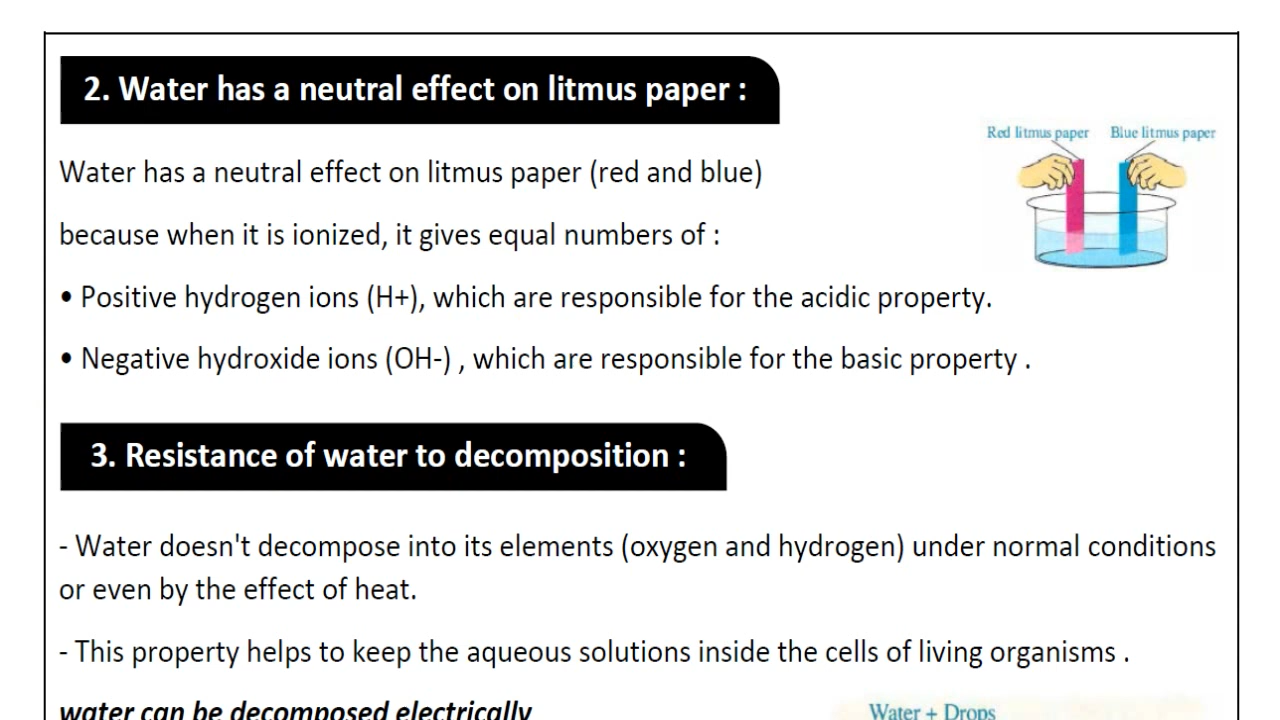 2. Water has a neutral effect on litmus paper :
Red litmus paper Blue litmus paper
Water has a neutral effect on litmus paper (red and blue)
because when it is ionized, it gives equal numbers of :
• Positive hydrogen ions (H+), which are responsible for the acidic property.
• Negative hydroxide ions (OH-) , which are responsible for the basic property .
3. Resistance of water to decomposition :
- Water doesn't decompose into its elements (oxygen and hydrogen) under normal conditions
or even by the effect of heat.
- This property helps to keep the aqueous solutions inside the cells of living organisms .
water can be decomposed electrically
Water + Drops